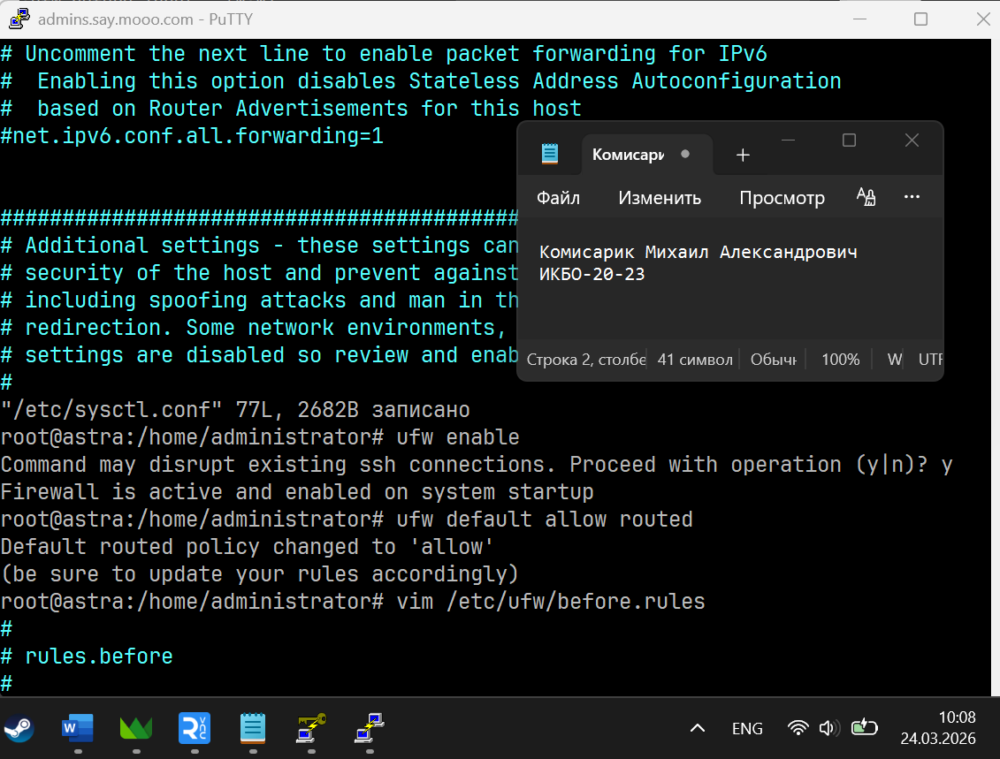 admins.say.mooo.com - PuTTY
# Uncomment the next line to enable packet forwarding for IPv6
#  Enabling this option disables Stateless Address Autoconfiguration
#  based on Router Advertisements for this host
#net.ipv6.conf.all.forwarding=1
##########################################
# Additional settings - these settings can
# security of the host and prevent against
# including spoofing attacks and man in th
# redirection. Some network environments,
# settings are disabled so review and enab
#
"/etc/sysctl.conf" 77L, 2682B записано
root@astra:/home/administrator# ufw enable
Command may disrupt existing ssh connections. Proceed with operation (y|n)? y
Firewall is active and enabled on system startup
root@astra:/home/administrator# ufw default allow routed
Default routed policy changed to 'allow'
(be sure to update your rules accordingly)
root@astra:/home/administrator# vim /etc/ufw/before.rules
#
# rules.before
#
Комисари
Файл Изменить Просмотр
Комисарик Михаил Александрович
ИКБО-20-23
Строка 2, столбе 41 символ Обычн 100% W UTF
ENG
10:08
24.03.2026